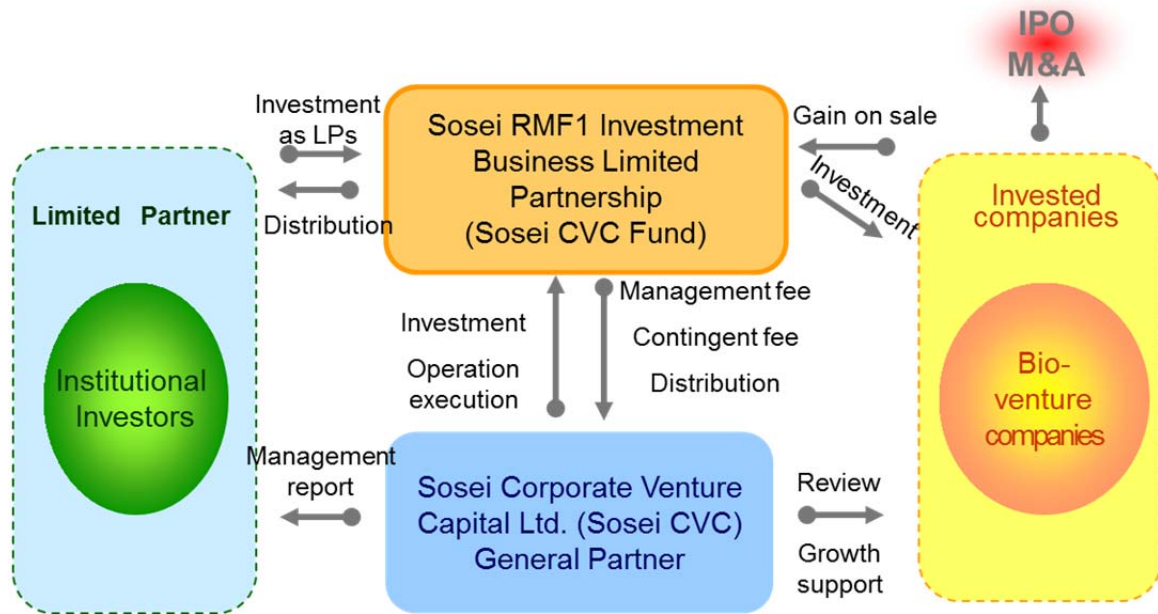 IPO
M&A
Investment
as LPs
Distribution
Sosei RMF1 Investment
Business Limited
Partnership
(Sosei CVC Fund)
Gain on sale
Investment
Limited Partner
Institutional
Investors
Invested
companies
Bio-
venture
companies
Investment
Operation
execution
Management fee
Contingent fee
Distribution
Management
report
Sosei Corporate Venture
Capital Ltd. (Sosei CVC)
General Partner
Review
Growth
support